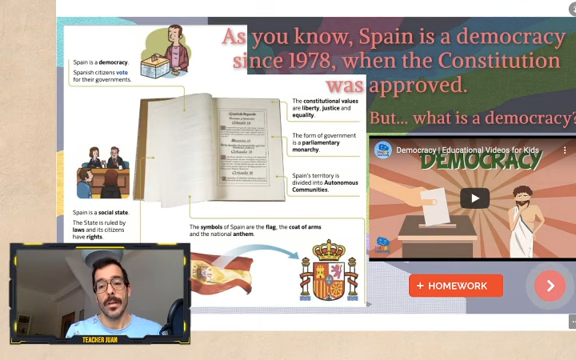 As you know, Spain is a democracy
since 1978, when the Constitution
was approved.
But... what is a democracy?
Spain is a democracy.
Spanish citizens vote
for their governments.
The constitutional values
are liberty, justice and
equality.
The form of government
is a parliamentary
monarchy.
Spain's territory is
divided into Autonomous
Communities.
Spain is a social state.
The State is ruled by
laws and its citizens
have rights.
The symbols of Spain are the flag, the coat of arms
and the national anthem.
Democracy | Educational Videos for Kids
DEMOCRACY
+ HOMEWORK
TEACHER JUAN